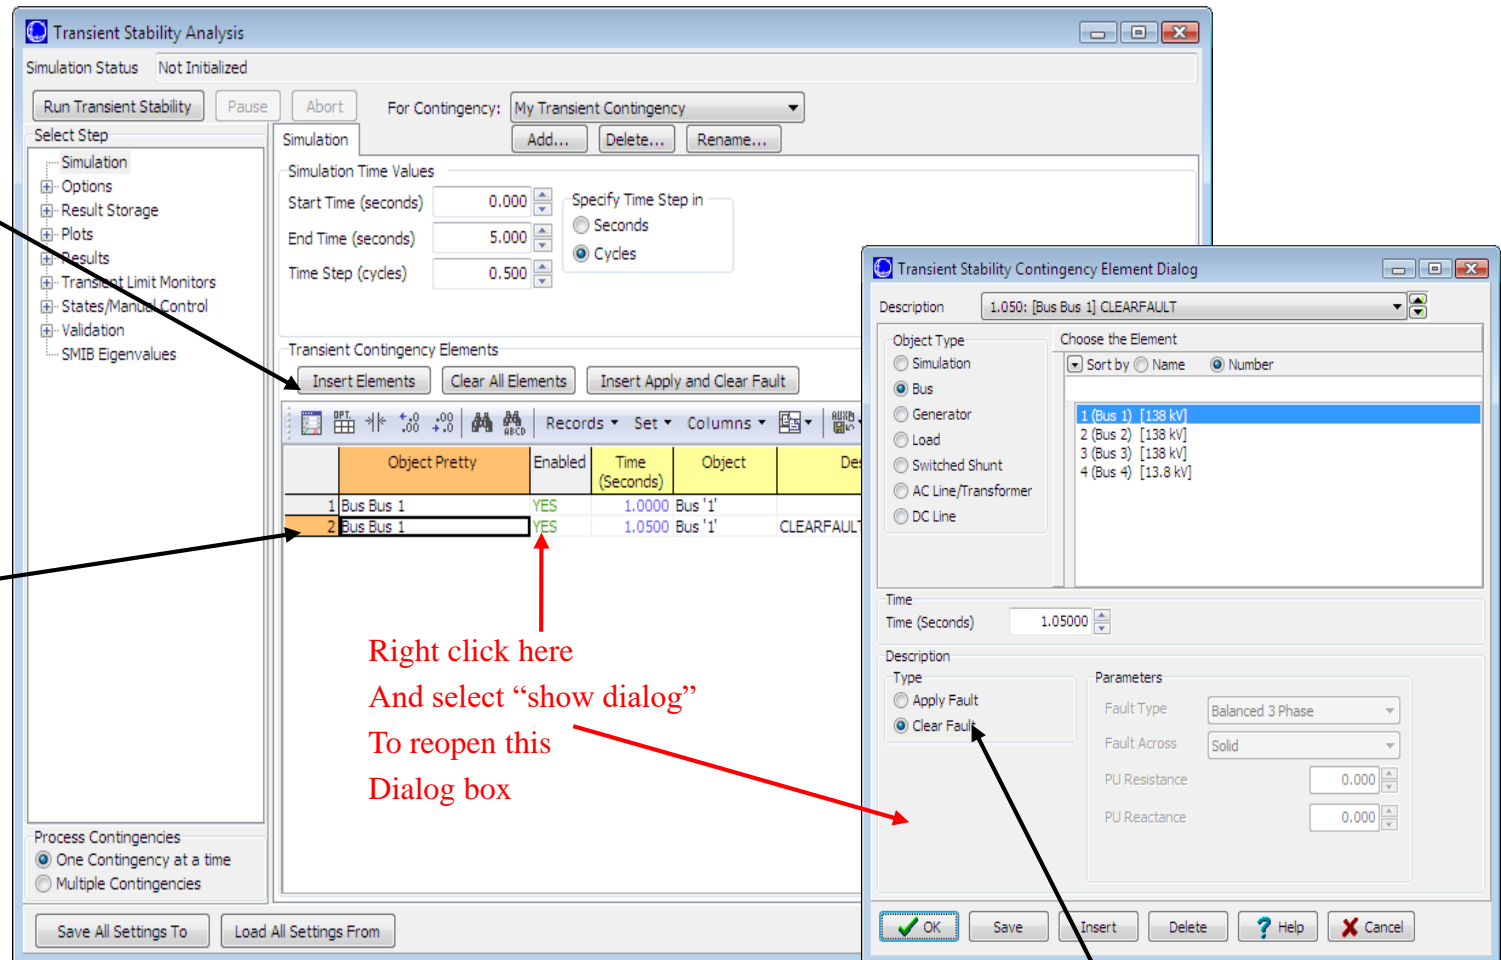 Transient Stability Analysis
Simulation Status Not Initialized
Run Transient Stability Pause Abort For Contingency: My Transient Contingency
Add... Delete... Rename...
Select Step
Simulation
Options
Result Storage
Plots
Results
Transient Limit Monitors
States/Manual Control
Validation
SMIB Eigenvalues
Process Contingencies
One Contingency at a time
Multiple Contingencies
Save All Settings To Load All Settings From
Simulation
Simulation Time Values
Start Time (seconds) 0.000
End Time (seconds) 5.000
Time Step (cycles) 0.500
Specify Time Step in
Seconds
Cycles
Transient Contingency Elements
Insert Elements Clear All Elements Insert Apply and Clear Fault
Records Set Columns
Object Pretty Enabled Time (Seconds) Object Des
1 Bus Bus 1 YES 1.0000 Bus '1'
2 Bus Bus 1 YES 1.0500 Bus '1' CLEARFAULT
Right click here
And select “show dialog”
To reopen this
Dialog box
Transient Stability Contingency Element Dialog
Description 1.050: [Bus Bus 1] CLEARFAULT
Object Type
Simulation
Bus
Generator
Load
Switched Shunt
AC Line/Transformer
DC Line
Choose the Element
Sort by Name Number
1 (Bus 1) [138 kV]
2 (Bus 2) [138 kV]
3 (Bus 3) [138 kV]
4 (Bus 4) [13.8 kV]
Time
Time (Seconds) 1.05000
Description
Type
Apply Fault
Clear Fault
Parameters
Fault Type Balanced 3 Phase
Fault Across Solid
PU Resistance 0.000
PU Reactance 0.000
OK Save Insert Delete Help Cancel